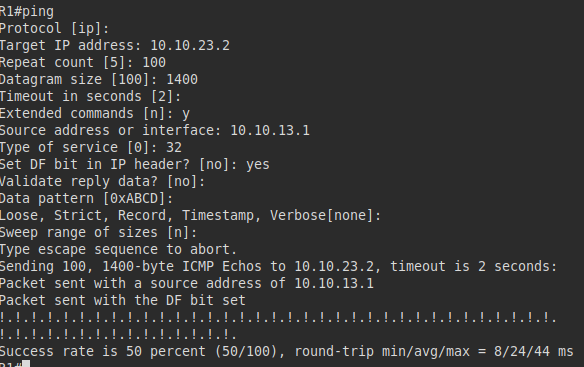 R1#ping
Protocol [ip]:
Target IP address: 10.10.23.2
Repeat count [5]: 100
Datagram size [100]: 1400
Timeout in seconds [2]:
Extended commands [n]: y
Source address or interface: 10.10.13.1
Type of service [0]: 32
Set DF bit in IP header? [no]: yes
Validate reply data? [no]:
Data pattern [0xABCD]:
Loose, Strict, Record, Timestamp, Verbose[none]:
Sweep range of sizes [n]:
Type escape sequence to abort.
Sending 100, 1400-byte ICMP Echos to 10.10.23.2, timeout is 2 seconds:
Packet sent with a source address of 10.10.13.1
Packet sent with the DF bit set
!.!.!.!.!.!.!.!.!.!.!.!.!.!.!.!.!.!.!.!.!.!.!.!.!.!.!.!.!.!.!.!.!.!.!.
!.!.!.!.!.!.!.!.!.!.!.!.!.!.!.
Success rate is 50 percent (50/100), round-trip min/avg/max = 8/24/44 ms
R1#